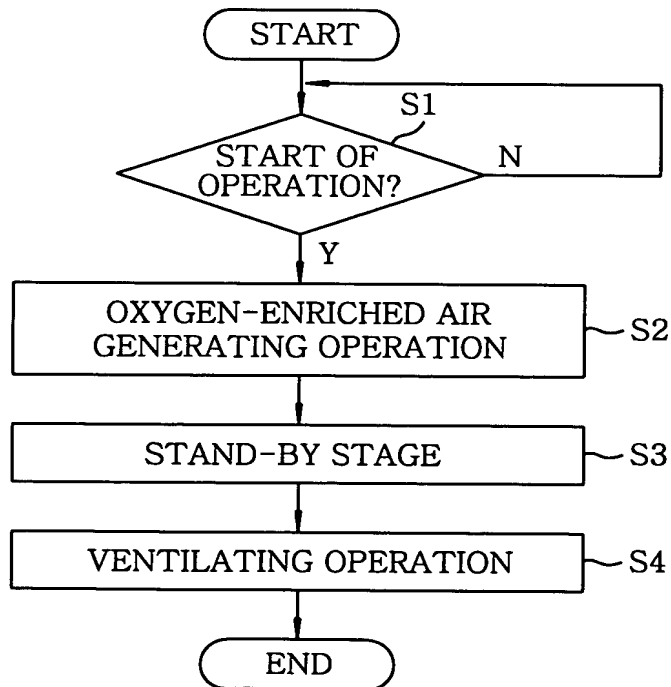 START
S1
START OF
OPERATION?
N
Y
OXYGEN-ENRICHED AIR
GENERATING OPERATION
S2
STAND-BY STAGE
S3
VENTILATING OPERATION
S4
END